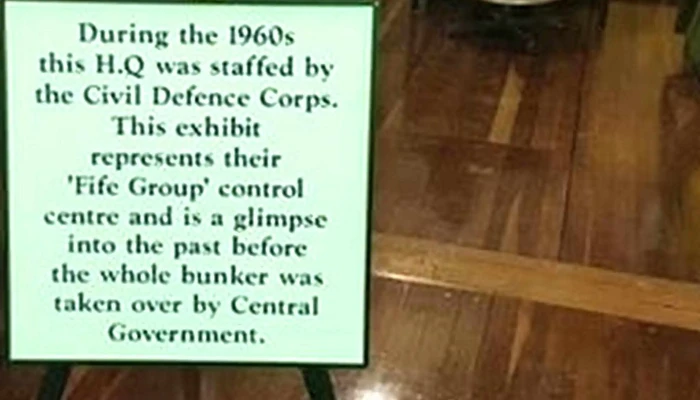 During the 1960s
this H.Q was staffed by
the Civil Defence Corps.
This exhibit
represents their
'Fife Group' control
centre and is a glimpse
into the past before
the whole bunker was
taken over by Central
Government.